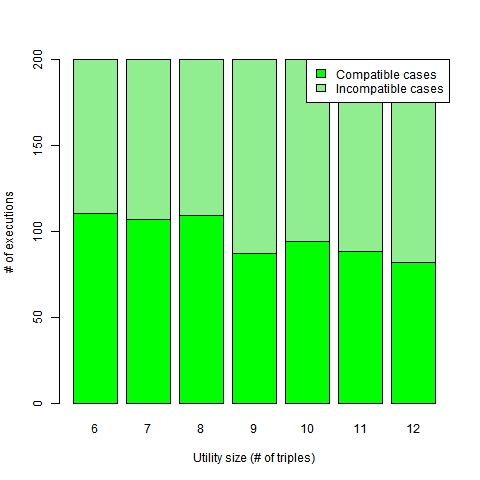 200
150
100
50
0
# of executions
Compatible cases
Incompatible cases
6 7 8 9 10 11 12
Utility size (# of triples)